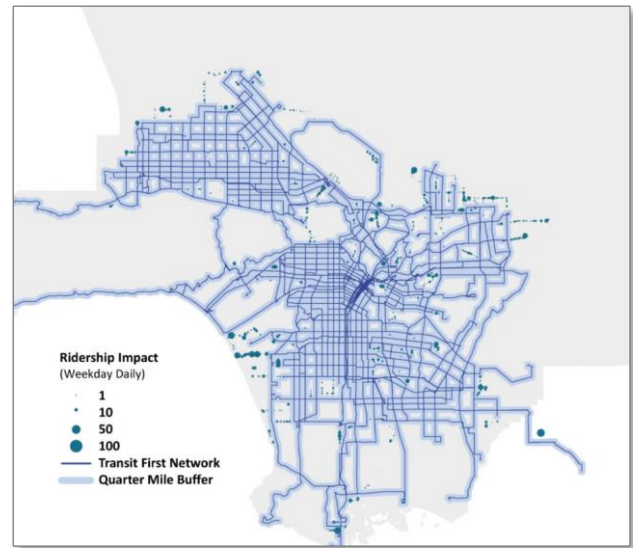 Ridership Impact
(Weekday Daily)
1
10
50
100
Transit First Network
Quarter Mile Buffer